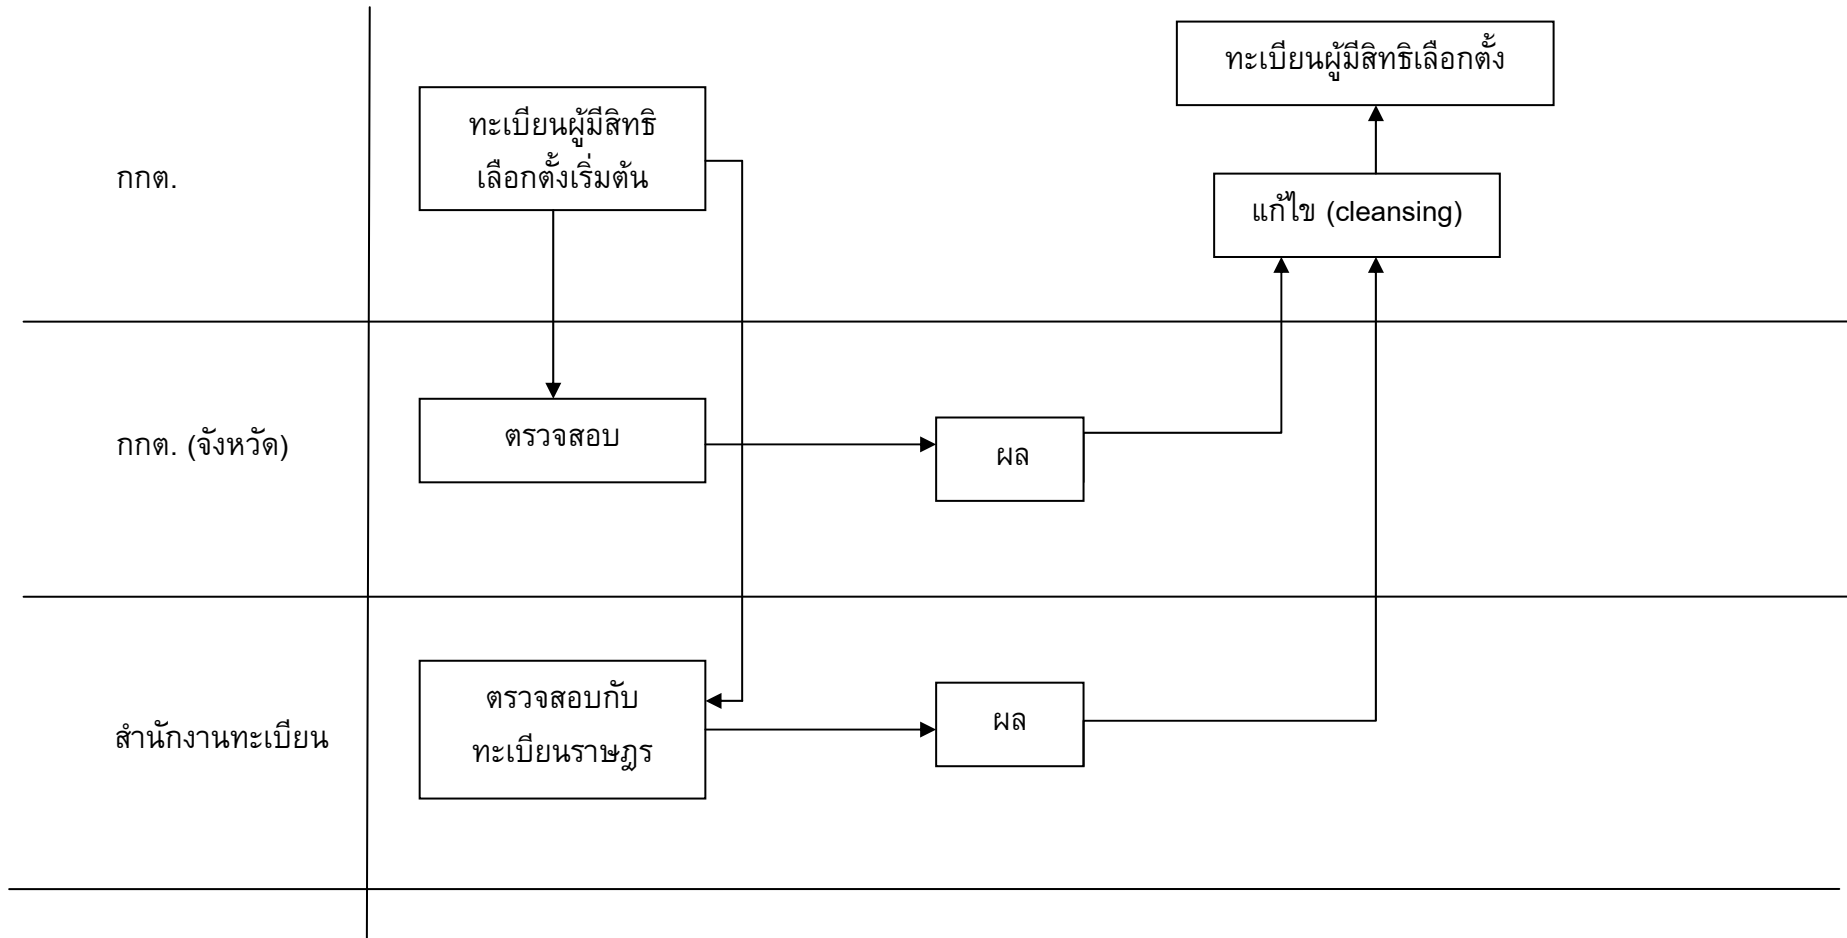 ทะเบียนผู้มีสิทธิเลือกตั้ง
ทะเบียนผู้มีสิทธิ
เลือกตั้งเริ่มต้น
กกต.
แก้ไข (cleansing)
กกต. (จังหวัด)
ตรวจสอบ
ผล
สำนักงานทะเบียน
ตรวจสอบกับ
ทะเบียนราษฎร
ผล